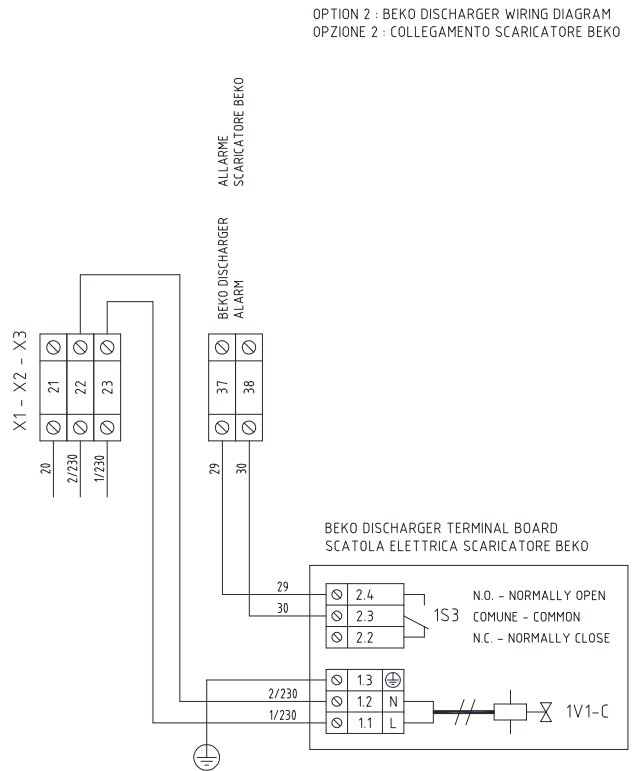 OPTION 2 : BEKO DISCHARGER WIRING DIAGRAM
OPZIONE 2 : COLLEGAMENTO SCARICATORE BEKO
ALLARME
SCARICATORE BEKO
BEKO DISCHARGER
ALARM
X1 - X2 - X3
21
22
23
37
38
20
2/230
1/230
29
30
BEKO DISCHARGER TERMINAL BOARD
SCATOLA ELETTRICA SCARICATORE BEKO
29
2.4
N.O. - NORMALLY OPEN
30
2.3
1S3
COMUNE - COMMON
2.2
N.C. - NORMALLY CLOSE
1.3
2/230
1.2 N
1/230
1.1 L
1V1-C